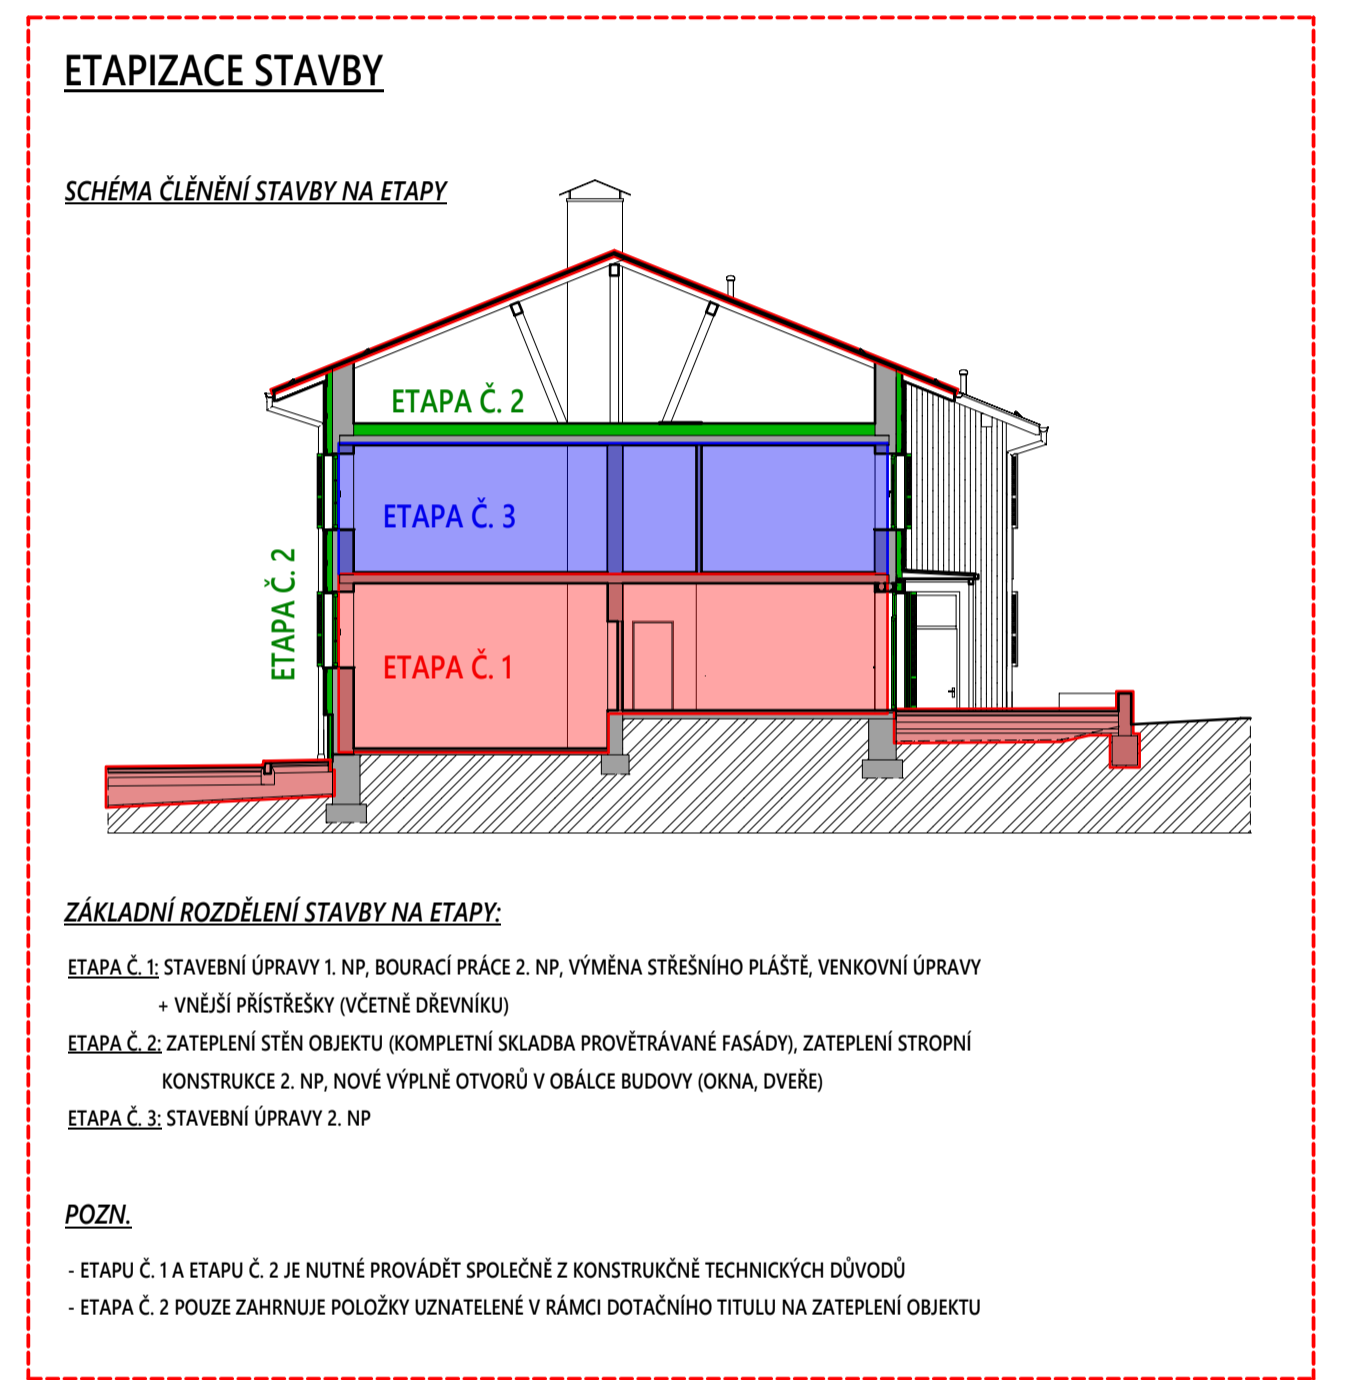 ETAPIZACE STAVBY
SCHÉMA ČLĚNĚNÍ STAVBY NA ETAPY
ETAPA Č. 2
ETAPA Č. 3
ETAPA Č. 2
ETAPA Č. 1
ZÁKLADNÍ ROZDĚLENÍ STAVBY NA ETAPY:
ETAPA Č. 1: STAVEBNÍ ÚPRAVY 1. NP, BOURACÍ PRÁCE 2. NP, VÝMĚNA STŘEŠNÍHO PLÁŠTĚ, VENKOVNÍ ÚPRAVY
+ VNĚJŠÍ PŘÍSTŘEŠKY (VČETNĚ DŘEVNÍKU)
ETAPA Č. 2: ZATEPLENÍ STĚN OBJEKTU (KOMPLETNÍ SKLADBA PROVĚTRÁVANÉ FASÁDY), ZATEPLENÍ STROPNÍ
KONSTRUKCE 2. NP, NOVÉ VÝPLNĚ OTVORŮ V OBÁLCE BUDOVY (OKNA, DVEŘE)
ETAPA Č. 3: STAVEBNÍ ÚPRAVY 2. NP
POZN.
- ETAPU Č. 1 A ETAPU Č. 2 JE NUTNÉ PROVÁDĚT SPOLEČNĚ Z KONSTRUKČNĚ TECHNICKÝCH DŮVODŮ
- ETAPA Č. 2 POUZE ZAHRNUJE POLOŽKY UZNATELENÉ V RÁMCI DOTAČNÍHO TITULU NA ZATEPLENÍ OBJEKTU